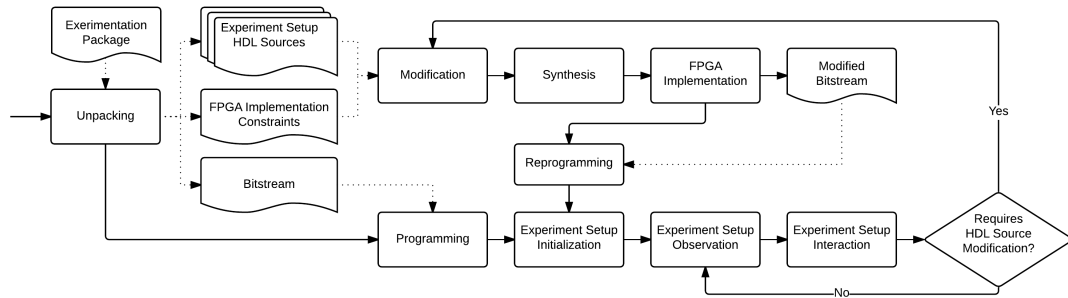 Exerimentation
Package
Experiment Setup
HDL Sources
Modification
Synthesis
FPGA
Implementation
Modified
Bitstream
Unpacking
FPGA Implementation
Constraints
Yes
Reprogramming
Bitstream
Programming
Experiment Setup
Initialization
Experiment Setup
Observation
Experiment Setup
Interaction
Requires
HDL Source
Modification?
No